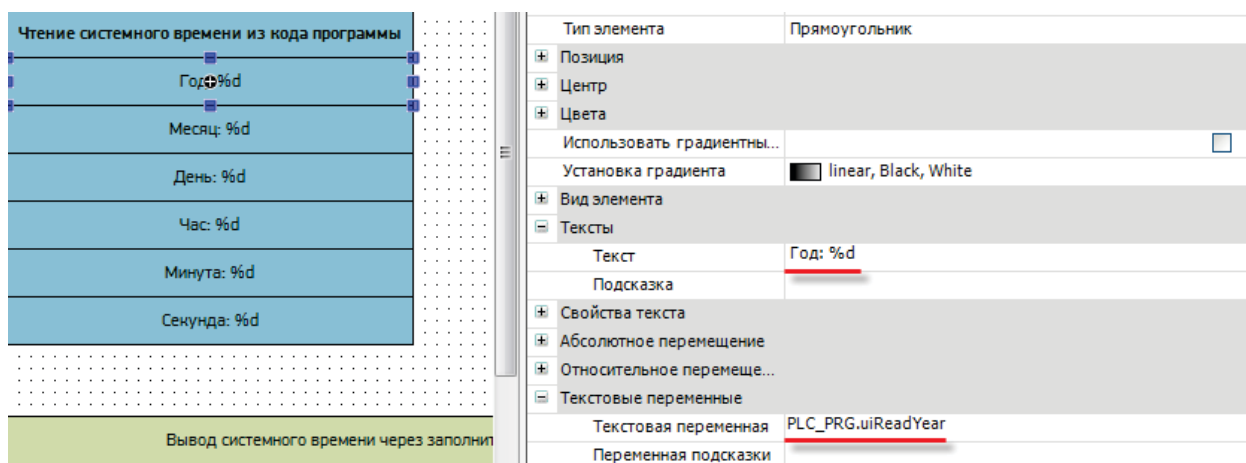 Чтение системного времени из кода программы
Год: %d
Месяц: %d
День: %d
Час: %d
Минута: %d
Секунда: %d
Вывод системного времени через заполнит
Тип элемента Прямоугольник
Позиция
Центр
Цвета
Использовать градиентны...
Установка градиента linear, Black, White
Вид элемента
Тексты
Текст Год: %d
Подсказка
Свойства текста
Абсолютное перемещение
Относительное перемеще...
Текстовые переменные
Текстовая переменная PLC_PRG.uiReadYear
Переменная подсказки